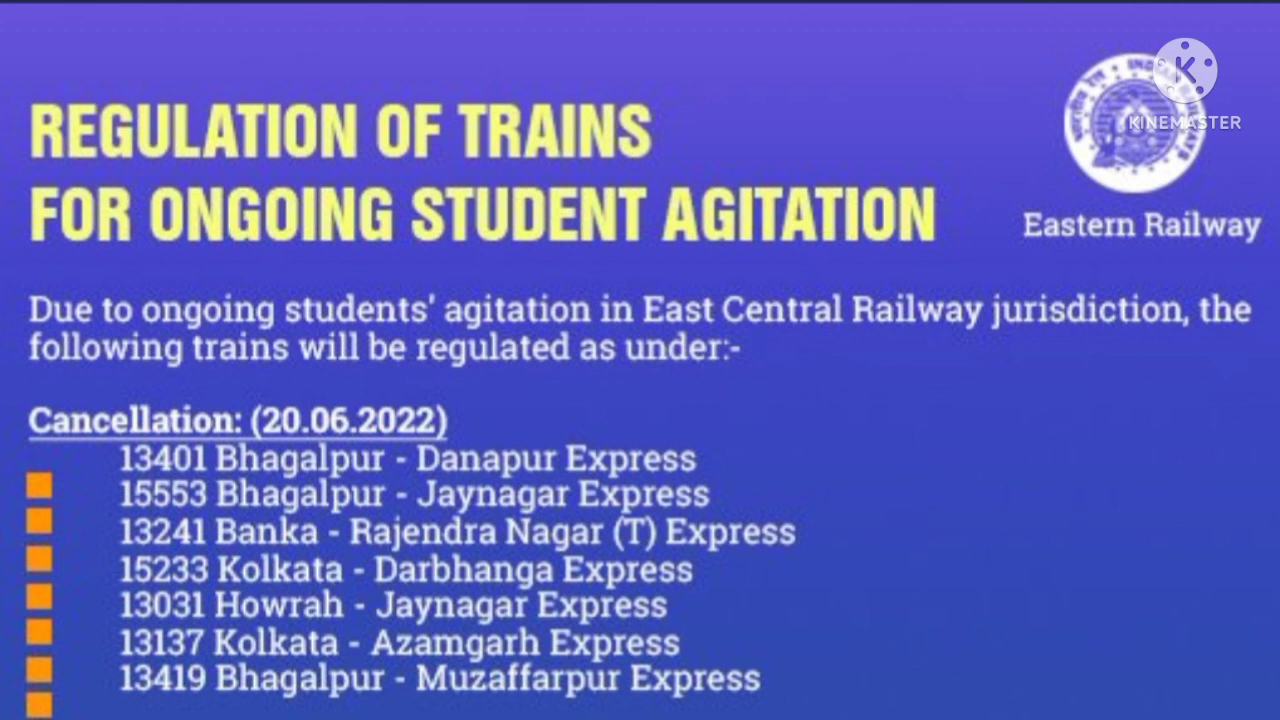 REGULATION OF TRAINS
FOR ONGOING STUDENT AGITATION
KINEMASTER
Eastern Railway
Due to ongoing students' agitation in East Central Railway jurisdiction, the
following trains will be regulated as under:-
Cancellation: (20.06.2022)
13401 Bhagalpur - Danapur Express
15553 Bhagalpur - Jaynagar Express
13241 Banka - Rajendra Nagar (T) Express
15233 Kolkata - Darbhanga Express
13031 Howrah - Jaynagar Express
13137 Kolkata - Azamgarh Express
13419 Bhagalpur - Muzaffarpur Express